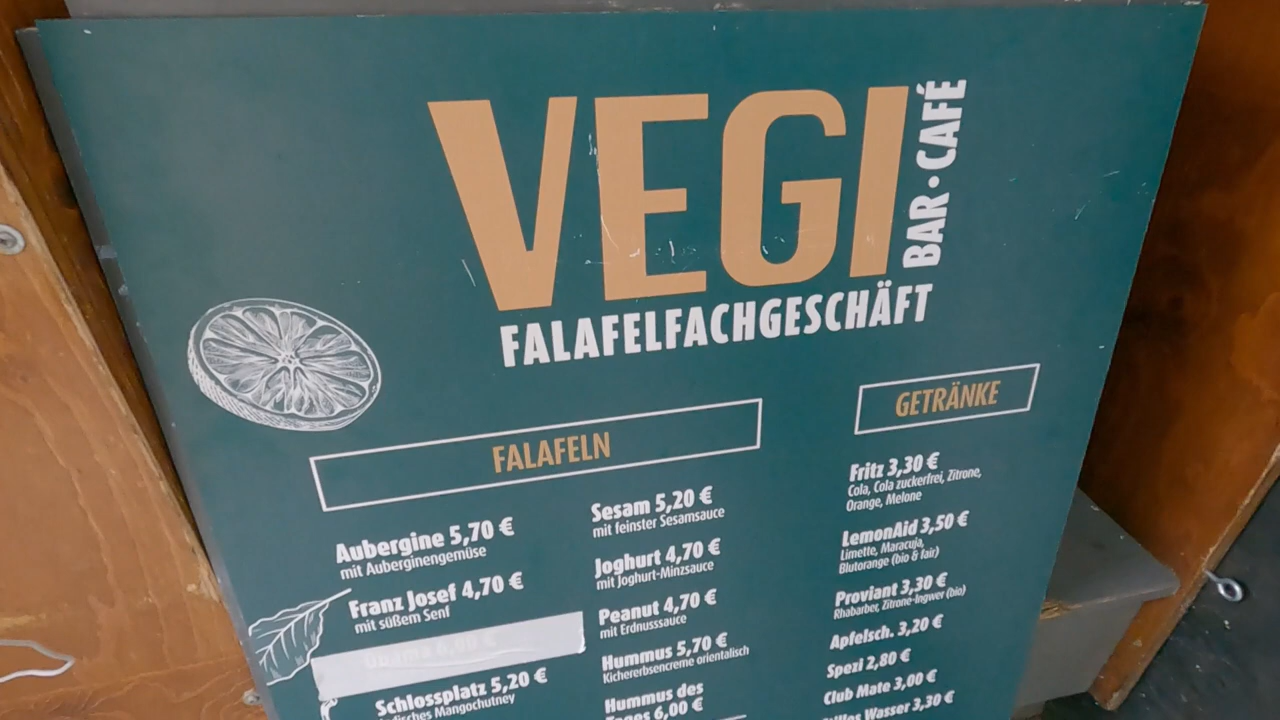 VEGI
BAR · CAFÉ
FALAFELFACHGESCHÄFT
FALAFELN
Aubergine 5,70 €
mit Auberginengemüse
Franz Josef 4,70 €
mit süßem Senf
Schlossplatz 5,20 €
Mangochutney
Sesam 5,20 €
mit feinster Sesamsauce
Joghurt 4,70 €
mit Joghurt-Minzsauce
Peanut 4,70 €
mit Erdnusssauce
Hummus 5,70 €
Kichererbsencreme orientalisch
Hummus des
6,00 €
GETRÄNKE
Fritz 3,30 €
Cola, Cola zuckerfrei, Zitrone,
Orange, Melone
LemonAid 3,50 €
Limette, Maracuja,
Blutorange (bio & fair)
Proviant 3,30 €
Rhabarber, Zitrone-Ingwer (bio)
Apfelsch. 3,20 €
Spezi 2,80 €
Club Mate 3,00 €
Wasser 3,30 €